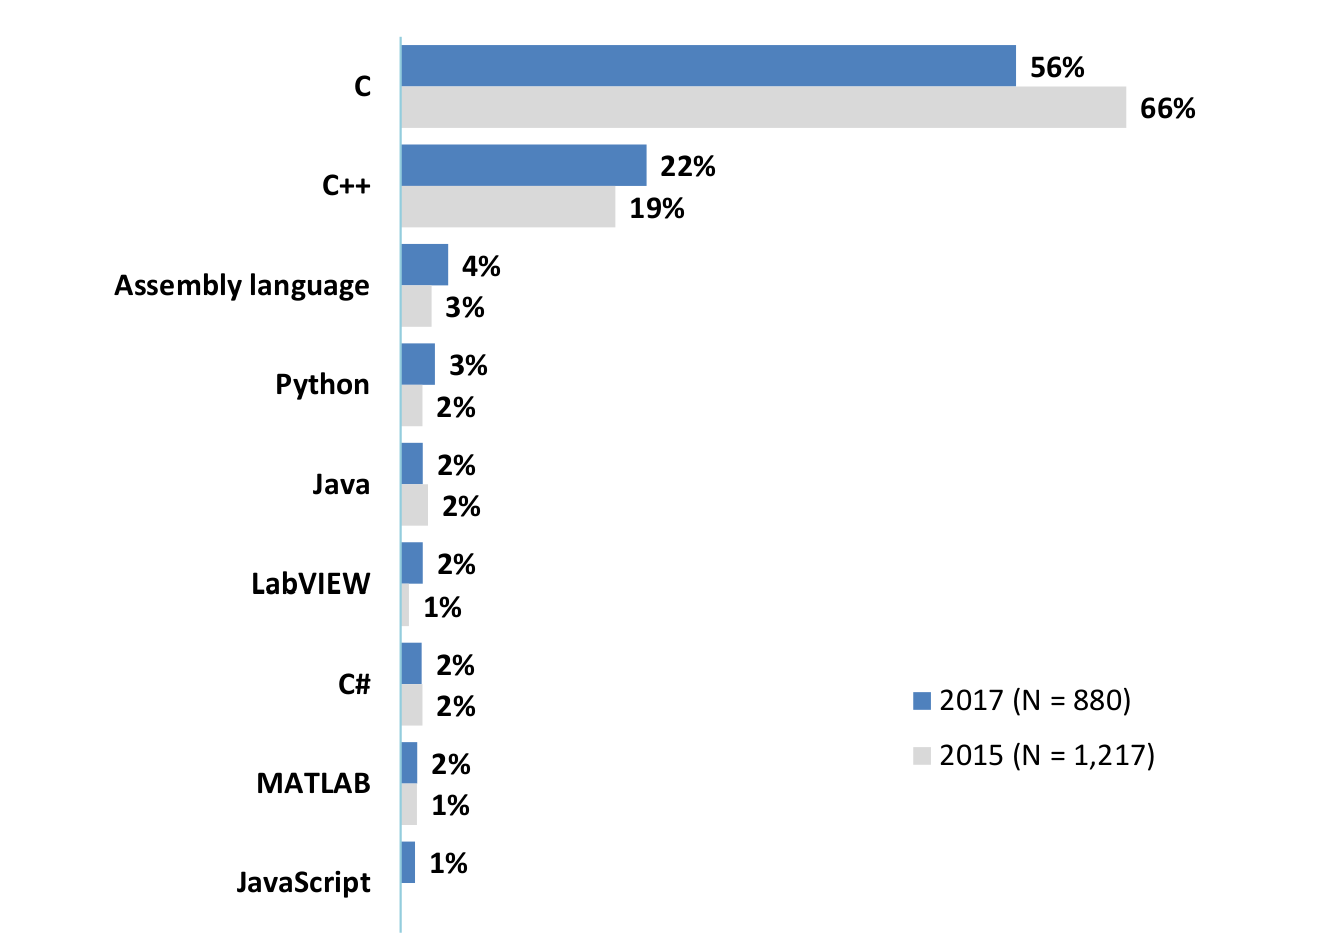 C
56%
66%
C++
22%
19%
Assembly language
4%
3%
Python
3%
2%
Java
2%
2%
LabVIEW
2%
1%
C#
2%
2%
MATLAB
2%
1%
JavaScript
1%
2017 (N = 880)
2015 (N = 1,217)